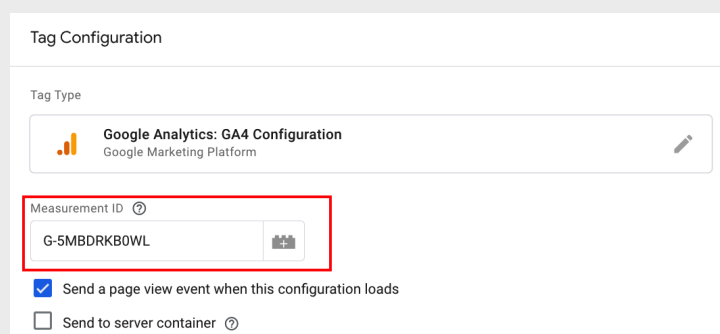 Tag Configuration
Tag Type
Google Analytics: GA4 Configuration
Google Marketing Platform
Measurement ID
G-5MBDRKB0WL
Send a page view event when this configuration loads
Send to server container